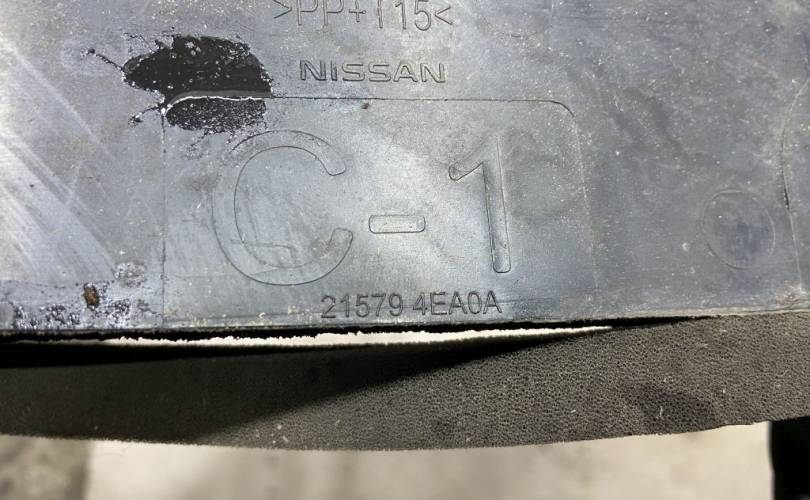 >PP+T15<
NISSAN
C-1
21579 4EA0A